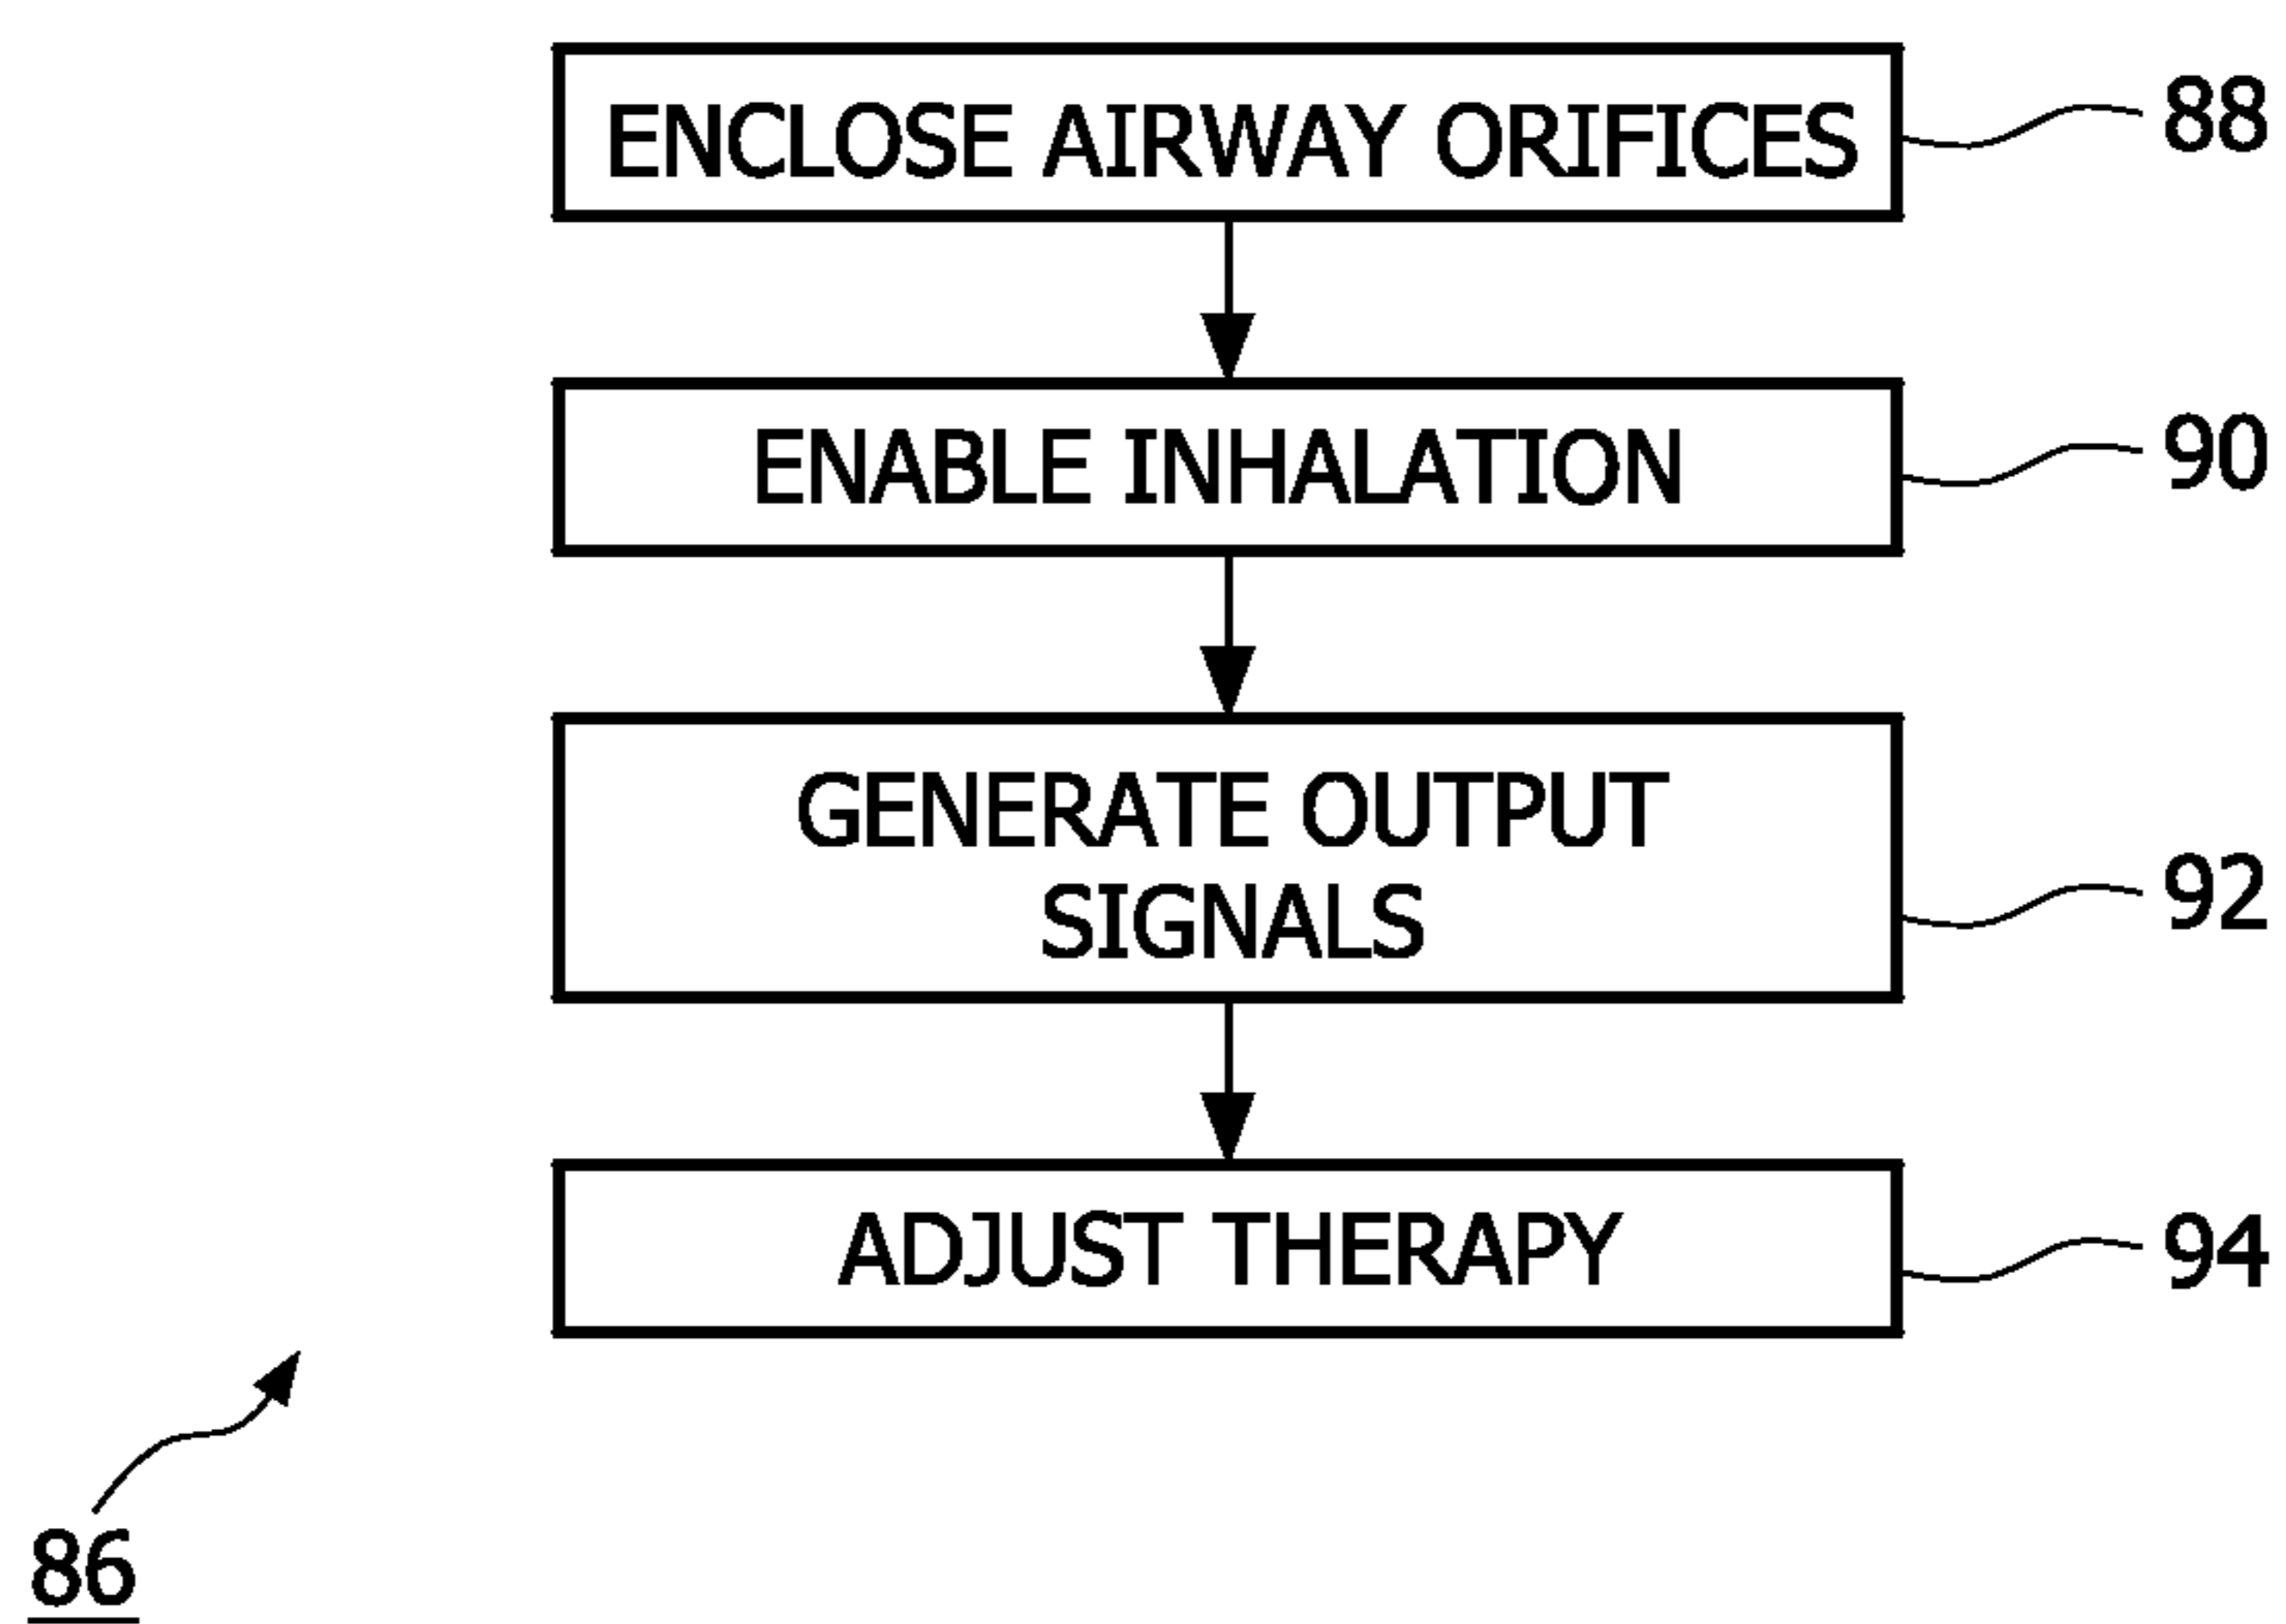 ENCLOSE AIRWAY ORIFICES
88
ENABLE INHALATION
90
GENERATE OUTPUT
SIGNALS
92
ADJUST THERAPY
94
86